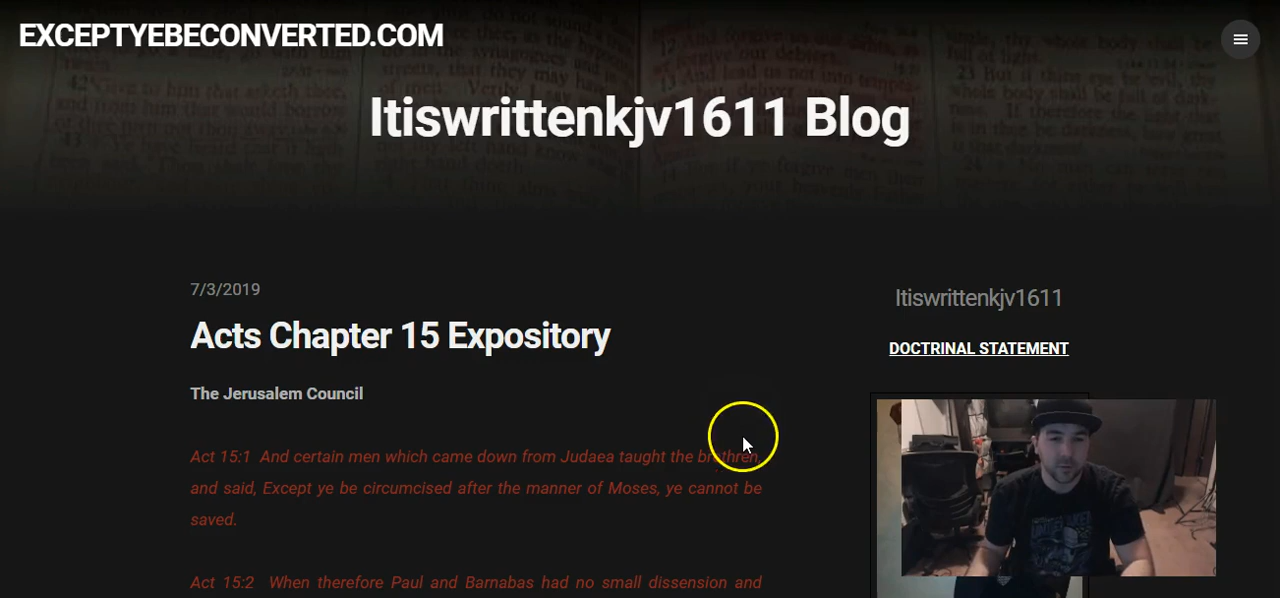 EXCEPTYEBECONVERTED.COM
Itiswrittenkjv1611 Blog
7/3/2019
Acts Chapter 15 Expository
Itiswrittenkjv1611
DOCTRINAL STATEMENT
The Jerusalem Council
Act 15:1 And certain men which came down from Judaea taught the brethren,
and said, Except ye be circumcised after the manner of Moses, ye cannot be
saved.
Act 15:2 When therefore Paul and Barnabas had no small dissension and